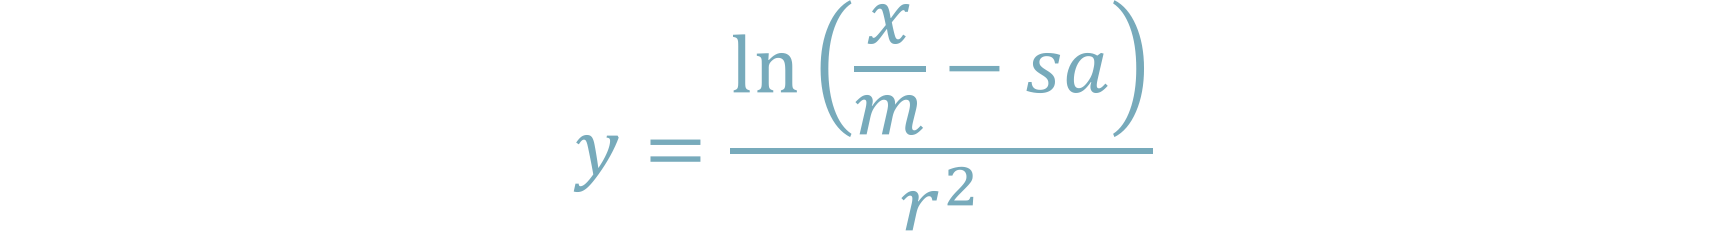 y = ln(x/m − sa) / r²